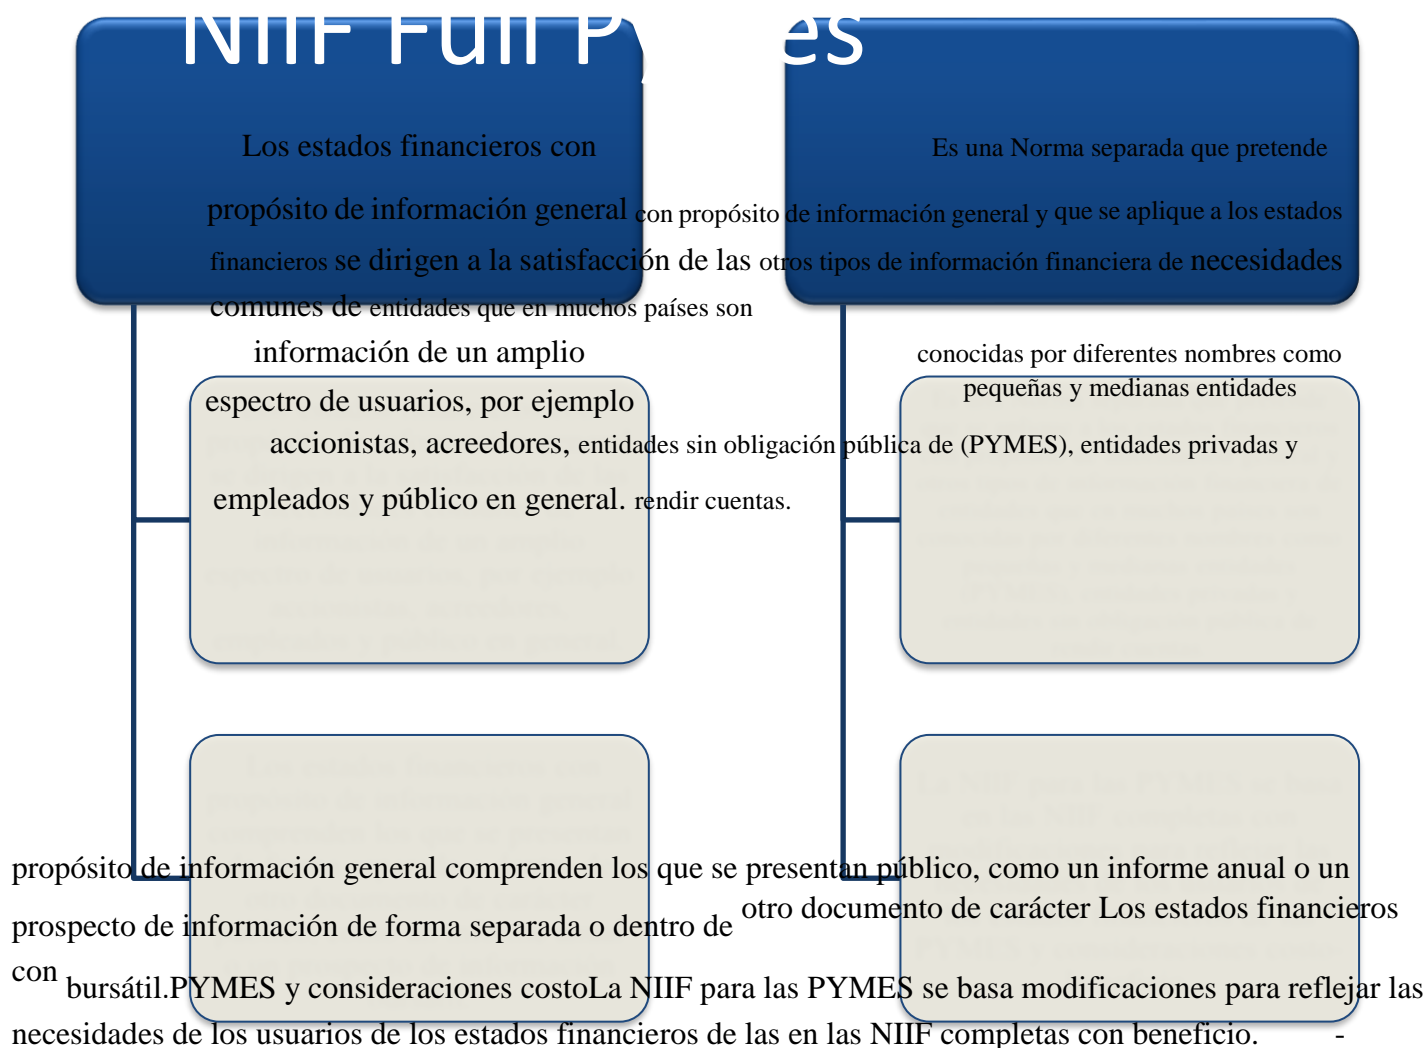 NIIF Full Pymes
Los estados financieros con
Es una Norma separada que pretende
propósito de información general con propósito de información general y que se aplique a los estados
financieros se dirigen a la satisfacción de las otros tipos de información financiera de necesidades
comunes de entidades que en muchos países son
información de un amplio
conocidas por diferentes nombres como
pequeñas y medianas entidades
espectro de usuarios, por ejemplo
accionistas, acreedores, entidades sin obligación pública de (PYMES), entidades privadas y
empleados y público en general. rendir cuentas.
propósito de información general comprenden los que se presentan público, como un informe anual o un
prospecto de información de forma separada o dentro de otro documento de carácter Los estados financieros
con bursátil.PYMES y consideraciones costoLa NIIF para las PYMES se basa modificaciones para reflejar las
necesidades de los usuarios de los estados financieros de las en las NIIF completas con beneficio. -